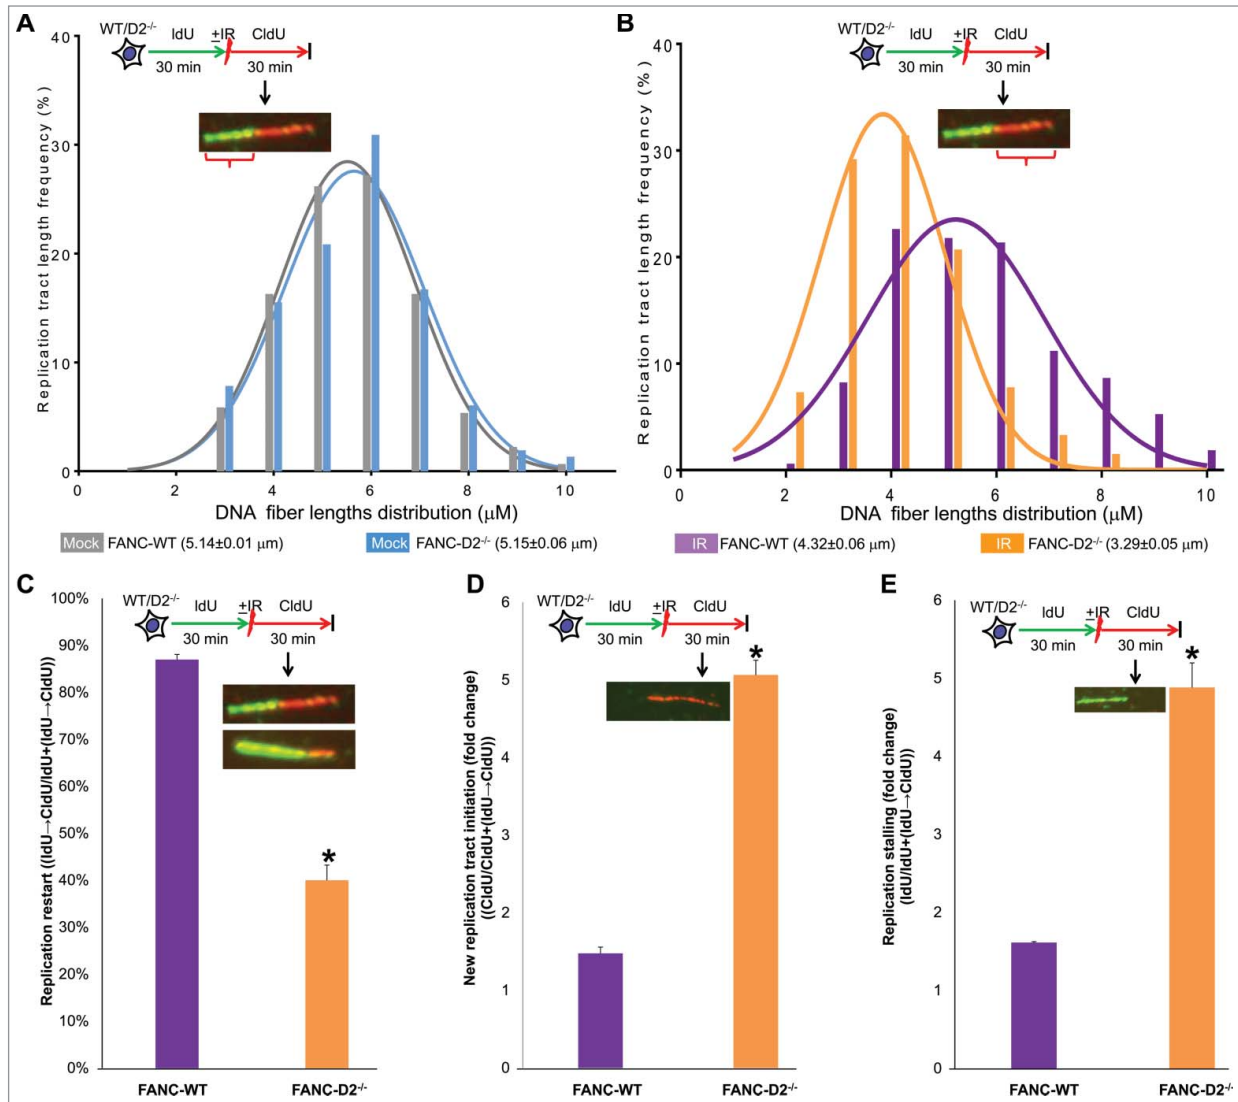 A
WT/D2-/-
IdU
±IR
CldU
30 min
30 min
Replication tract length frequency (%)
40
30
20
10
0
0
2
4
6
8
10
DNA fiber lengths distribution (μM)
Mock FANC-WT (5.14±0.01 μm)
Mock FANC-D2-/- (5.15±0.06 μm)
B
WT/D2-/-
IdU
±IR
CldU
30 min
30 min
Replication tract length frequency (%)
40
30
20
10
0
0
2
4
6
8
10
DNA fiber lengths distribution (μM)
IR FANC-WT (4.32±0.06 μm)
IR FANC-D2-/- (3.29±0.05 μm)
C
WT/D2-/-
IdU
±IR
CldU
30 min
30 min
Replication restart ((IdU→CldU/IdU+(IdU→CldU))
100%
90%
80%
70%
60%
50%
40%
30%
20%
10%
0%
*
FANC-WT
FANC-D2-/-
D
WT/D2-/-
IdU
±IR
CldU
30 min
30 min
New replication tract initiation (fold change)
((CldU/CldU+(IdU→CldU))
6
5
4
3
2
1
0
*
FANC-WT
FANC-D2-/-
E
WT/D2-/-
IdU
±IR
CldU
30 min
30 min
Replication stalling (fold change)
(IdU/IdU+(IdU→CldU))
6
5
4
3
2
1
0
*
FANC-WT
FANC-D2-/-